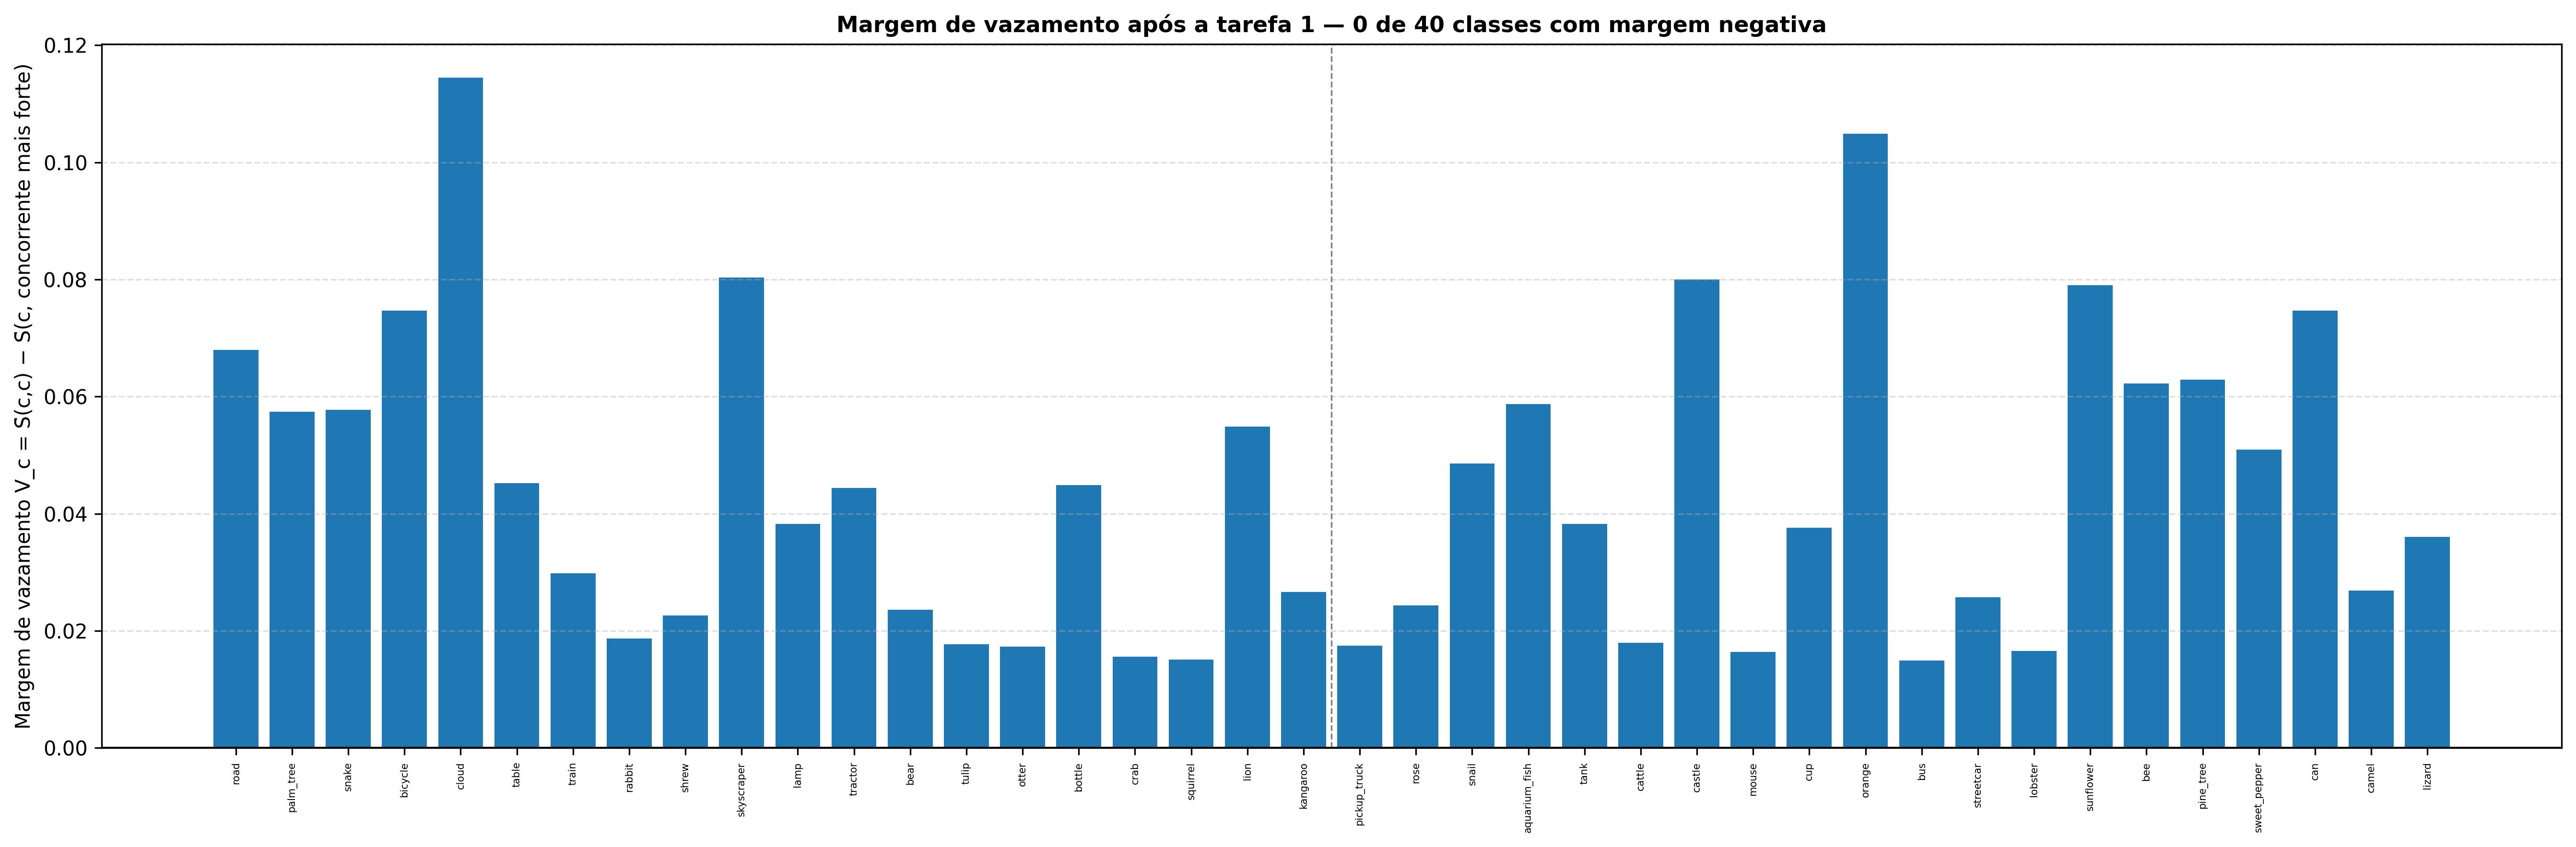 Margem de vazamento após a tarefa 1 — 0 de 40 classes com margem negativa
Margem de vazamento V_c = S(c,c) − S(c, concorrente mais forte)
0.12
0.10
0.08
0.06
0.04
0.02
0.00
road
palm_tree
snake
bicycle
cloud
table
train
rabbit
shrew
skyscraper
lamp
tractor
bear
tulip
otter
bottle
crab
squirrel
lion
kangaroo
pickup_truck
rose
snail
aquarium_fish
tank
cattle
castle
mouse
cup
orange
bus
streetcar
lobster
sunflower
bee
pine_tree
sweet_pepper
can
camel
lizard